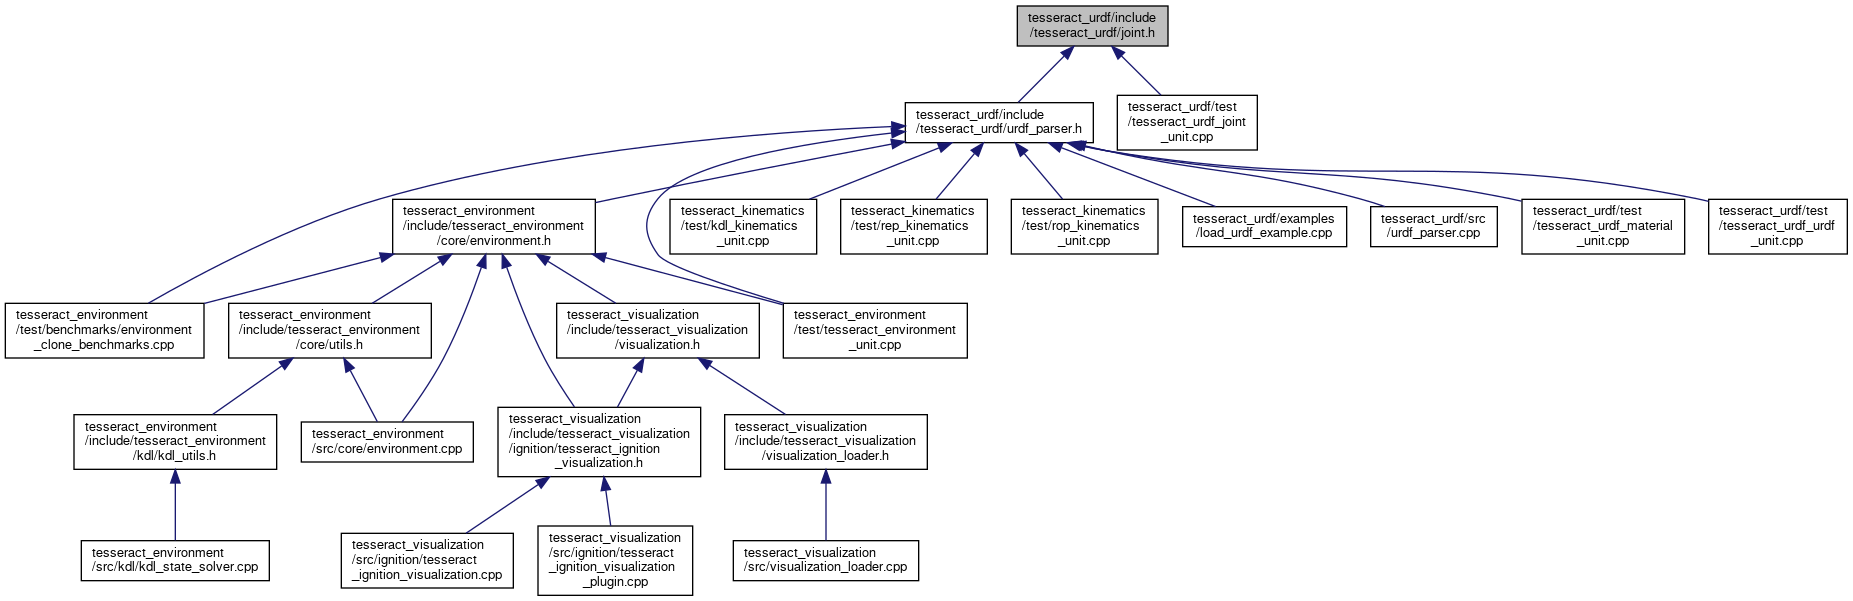 tesseract_urdf/include
/tesseract_urdf/joint.h
tesseract_urdf/include
/tesseract_urdf/urdf_parser.h
tesseract_urdf/test
/tesseract_urdf_joint
_unit.cpp
tesseract_environment
/include/tesseract_environment
/core/environment.h
tesseract_kinematics
/test/kdl_kinematics
_unit.cpp
tesseract_kinematics
/test/rep_kinematics
_unit.cpp
tesseract_kinematics
/test/rop_kinematics
_unit.cpp
tesseract_urdf/examples
/load_urdf_example.cpp
tesseract_urdf/src
/urdf_parser.cpp
tesseract_urdf/test
/tesseract_urdf_material
_unit.cpp
tesseract_urdf/test
/tesseract_urdf_urdf
_unit.cpp
tesseract_environment
/test/benchmarks/environment
_clone_benchmarks.cpp
tesseract_environment
/include/tesseract_environment
/core/utils.h
tesseract_visualization
/include/tesseract_visualization
/visualization.h
tesseract_environment
/test/tesseract_environment
_unit.cpp
tesseract_environment
/include/tesseract_environment
/kdl/kdl_utils.h
tesseract_environment
/src/core/environment.cpp
tesseract_visualization
/include/tesseract_visualization
/ignition/tesseract_ignition
_visualization.h
tesseract_visualization
/include/tesseract_visualization
/visualization_loader.h
tesseract_environment
/src/kdl/kdl_state_solver.cpp
tesseract_visualization
/src/ignition/tesseract
_ignition_visualization.cpp
tesseract_visualization
/src/ignition/tesseract
_ignition_visualization
_plugin.cpp
tesseract_visualization
/src/visualization_loader.cpp